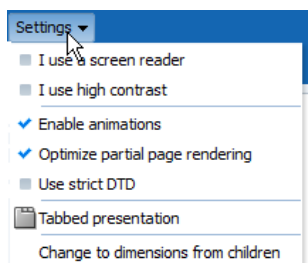 Settings
I use a screen reader
I use high contrast
Enable animations
Optimize partial page rendering
Use strict DTD
Tabbed presentation
Change to dimensions from children